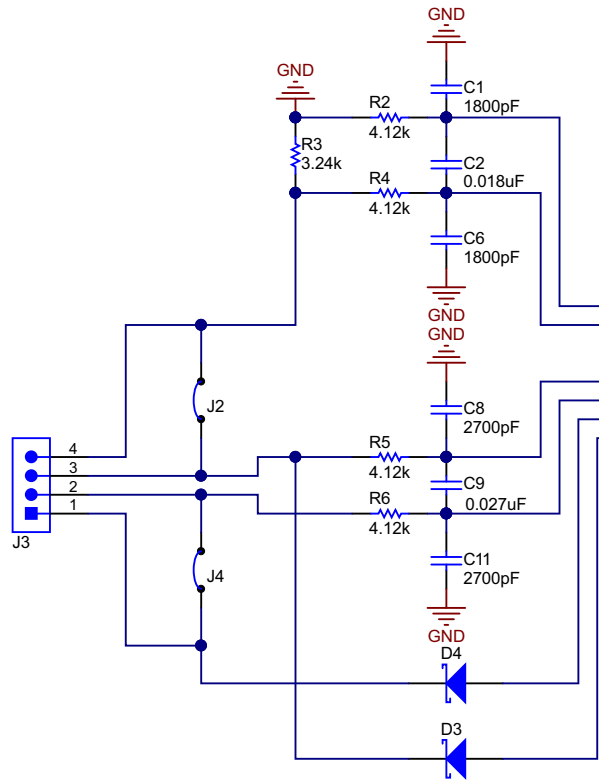 GND
C1
1800pF
GND
R2
4.12k
R3
3.24k
C2
0.018uF
R4
4.12k
C6
1800pF
GND
GND
J2
C8
2700pF
4
3
2
1
J3
R5
4.12k
C9
0.027uF
R6
4.12k
J4
C11
2700pF
GND
D4
D3